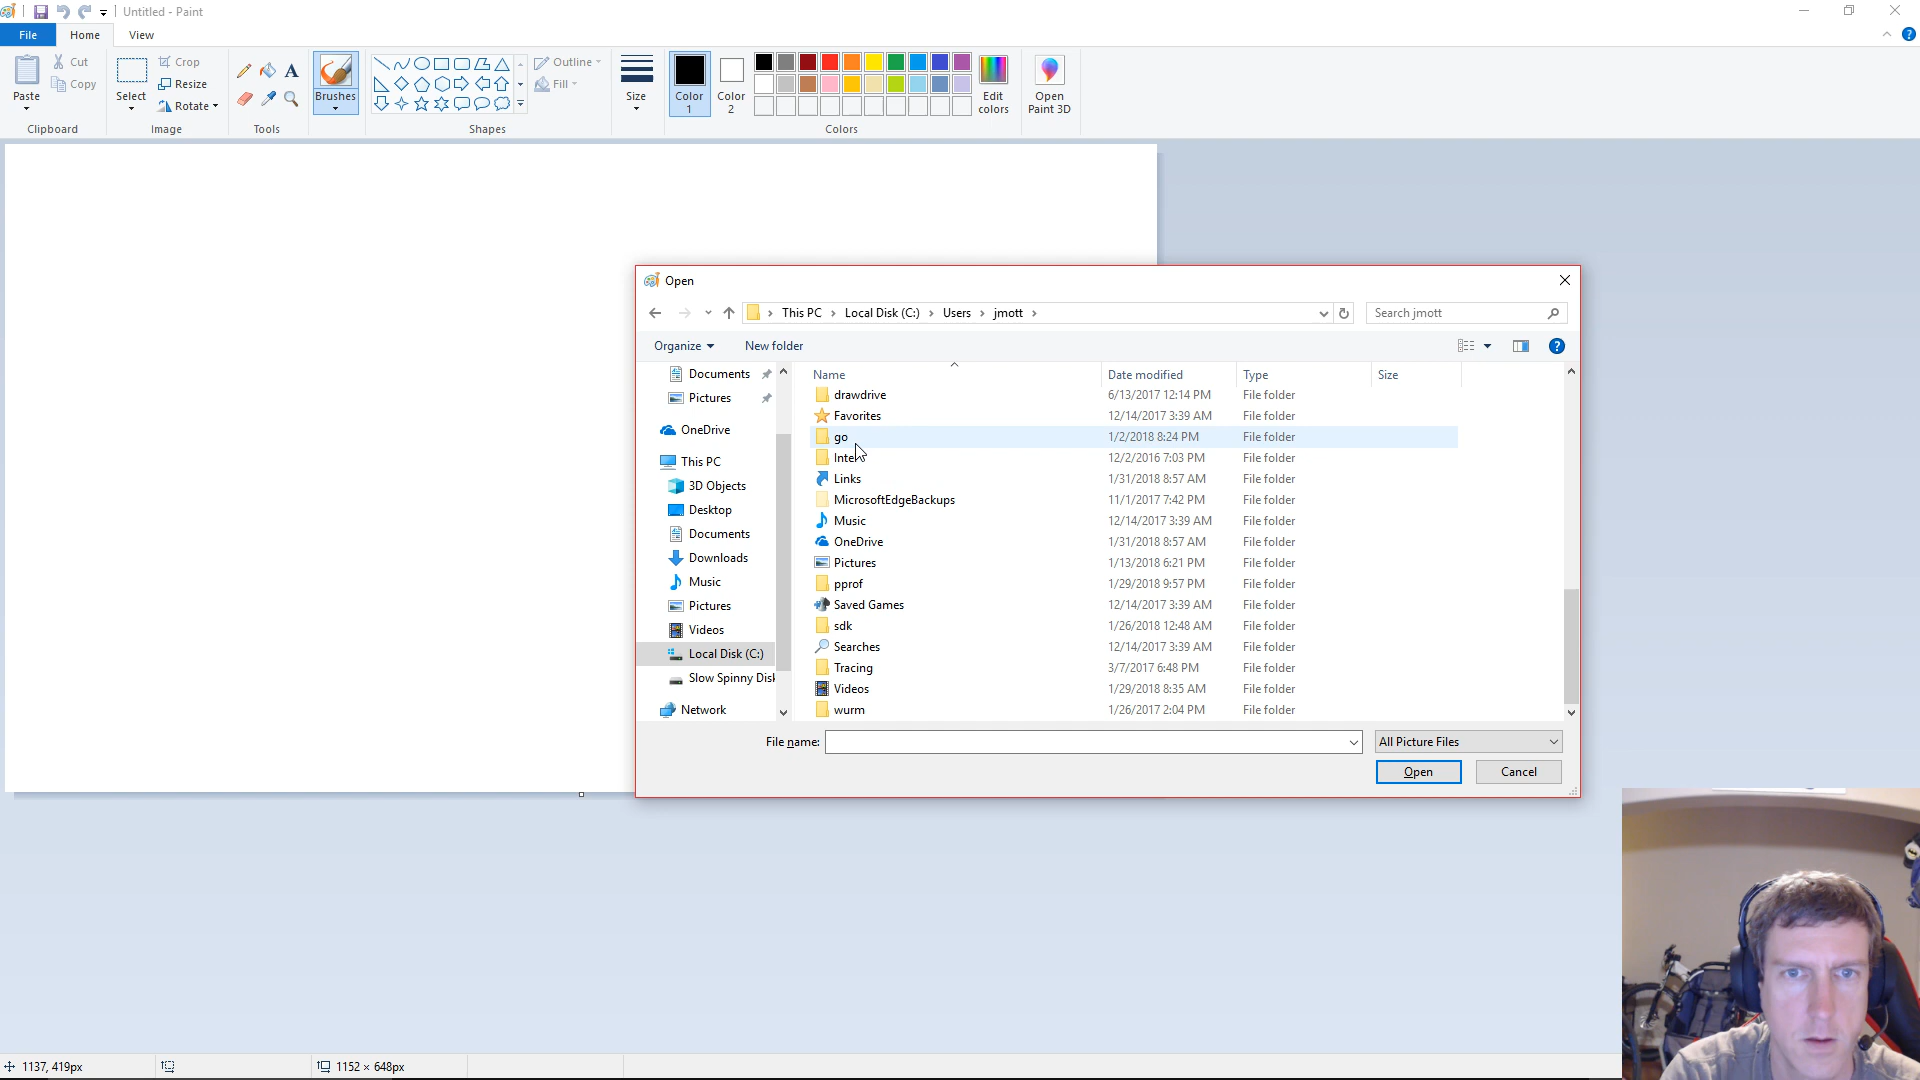 Untitled - Paint
File Home View
Paste
Cut
Copy
Clipboard
Select
Crop
Resize
Rotate
Image
Tools
Brushes
Shapes
Outline
Fill
Size
Color 1
Color 2
Colors
Edit colors
Open Paint 3D
Open
This PC Local Disk (C:) Users jmott
Search jmott
Organize New folder
Documents
Pictures
OneDrive
This PC
3D Objects
Desktop
Documents
Downloads
Music
Pictures
Videos
Local Disk (C:)
Slow Spinny Disk
Network
Name Date modified Type Size
drawdrive 6/13/2017 12:14 PM File folder
Favorites 12/14/2017 3:39 AM File folder
go 1/2/2018 8:24 PM File folder
Intel 12/2/2016 7:03 PM File folder
Links 1/31/2018 8:57 AM File folder
MicrosoftEdgeBackups 11/1/2017 7:42 PM File folder
Music 12/14/2017 3:39 AM File folder
OneDrive 1/31/2018 8:57 AM File folder
Pictures 1/13/2018 6:21 PM File folder
pprof 1/29/2018 9:57 PM File folder
Saved Games 12/14/2017 3:39 AM File folder
sdk 1/26/2018 12:48 AM File folder
Searches 12/14/2017 3:39 AM File folder
Tracing 3/7/2017 6:48 PM File folder
Videos 1/29/2018 8:35 AM File folder
wurm 1/26/2017 2:04 PM File folder
File name: All Picture Files
Open Cancel
1137, 419px
1152 × 648px